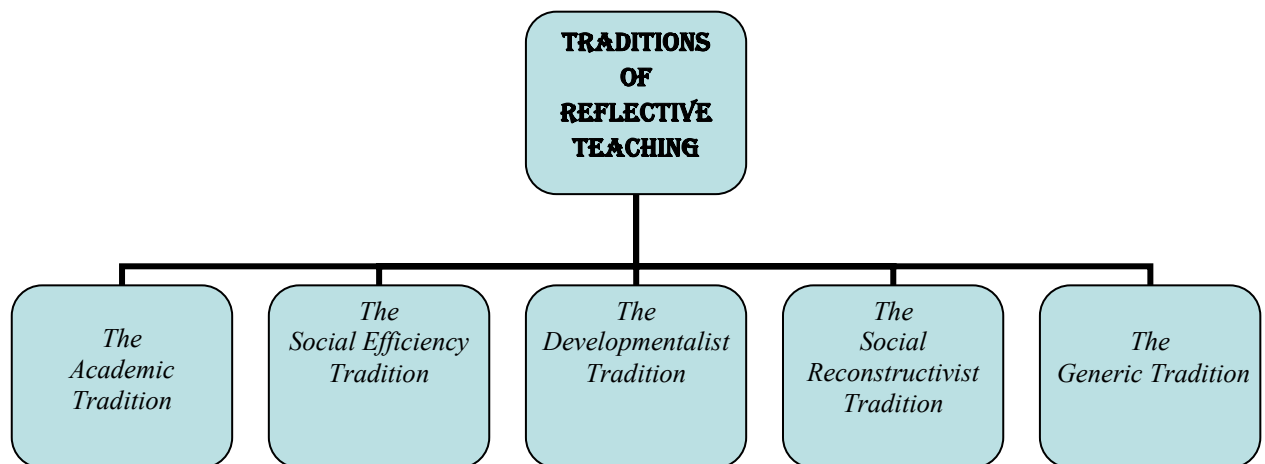 TRADITIONS
OF
REFLECTIVE
TEACHING
The
Academic
Tradition
The
Social Efficiency
Tradition
The
Developmentalist
Tradition
The
Social
Reconstructivist
Tradition
The
Generic Tradition